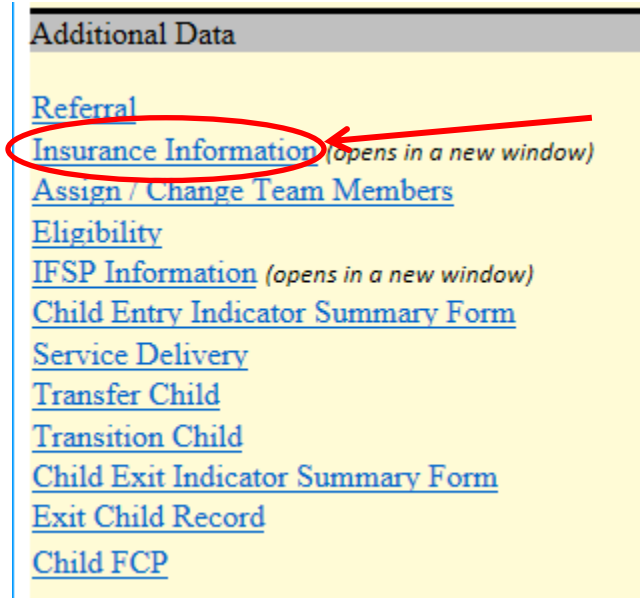 Additional Data
Referral
Insurance Information (opens in a new window)
Assign / Change Team Members
Eligibility
IFSP Information (opens in a new window)
Child Entry Indicator Summary Form
Service Delivery
Transfer Child
Transition Child
Child Exit Indicator Summary Form
Exit Child Record
Child FCP